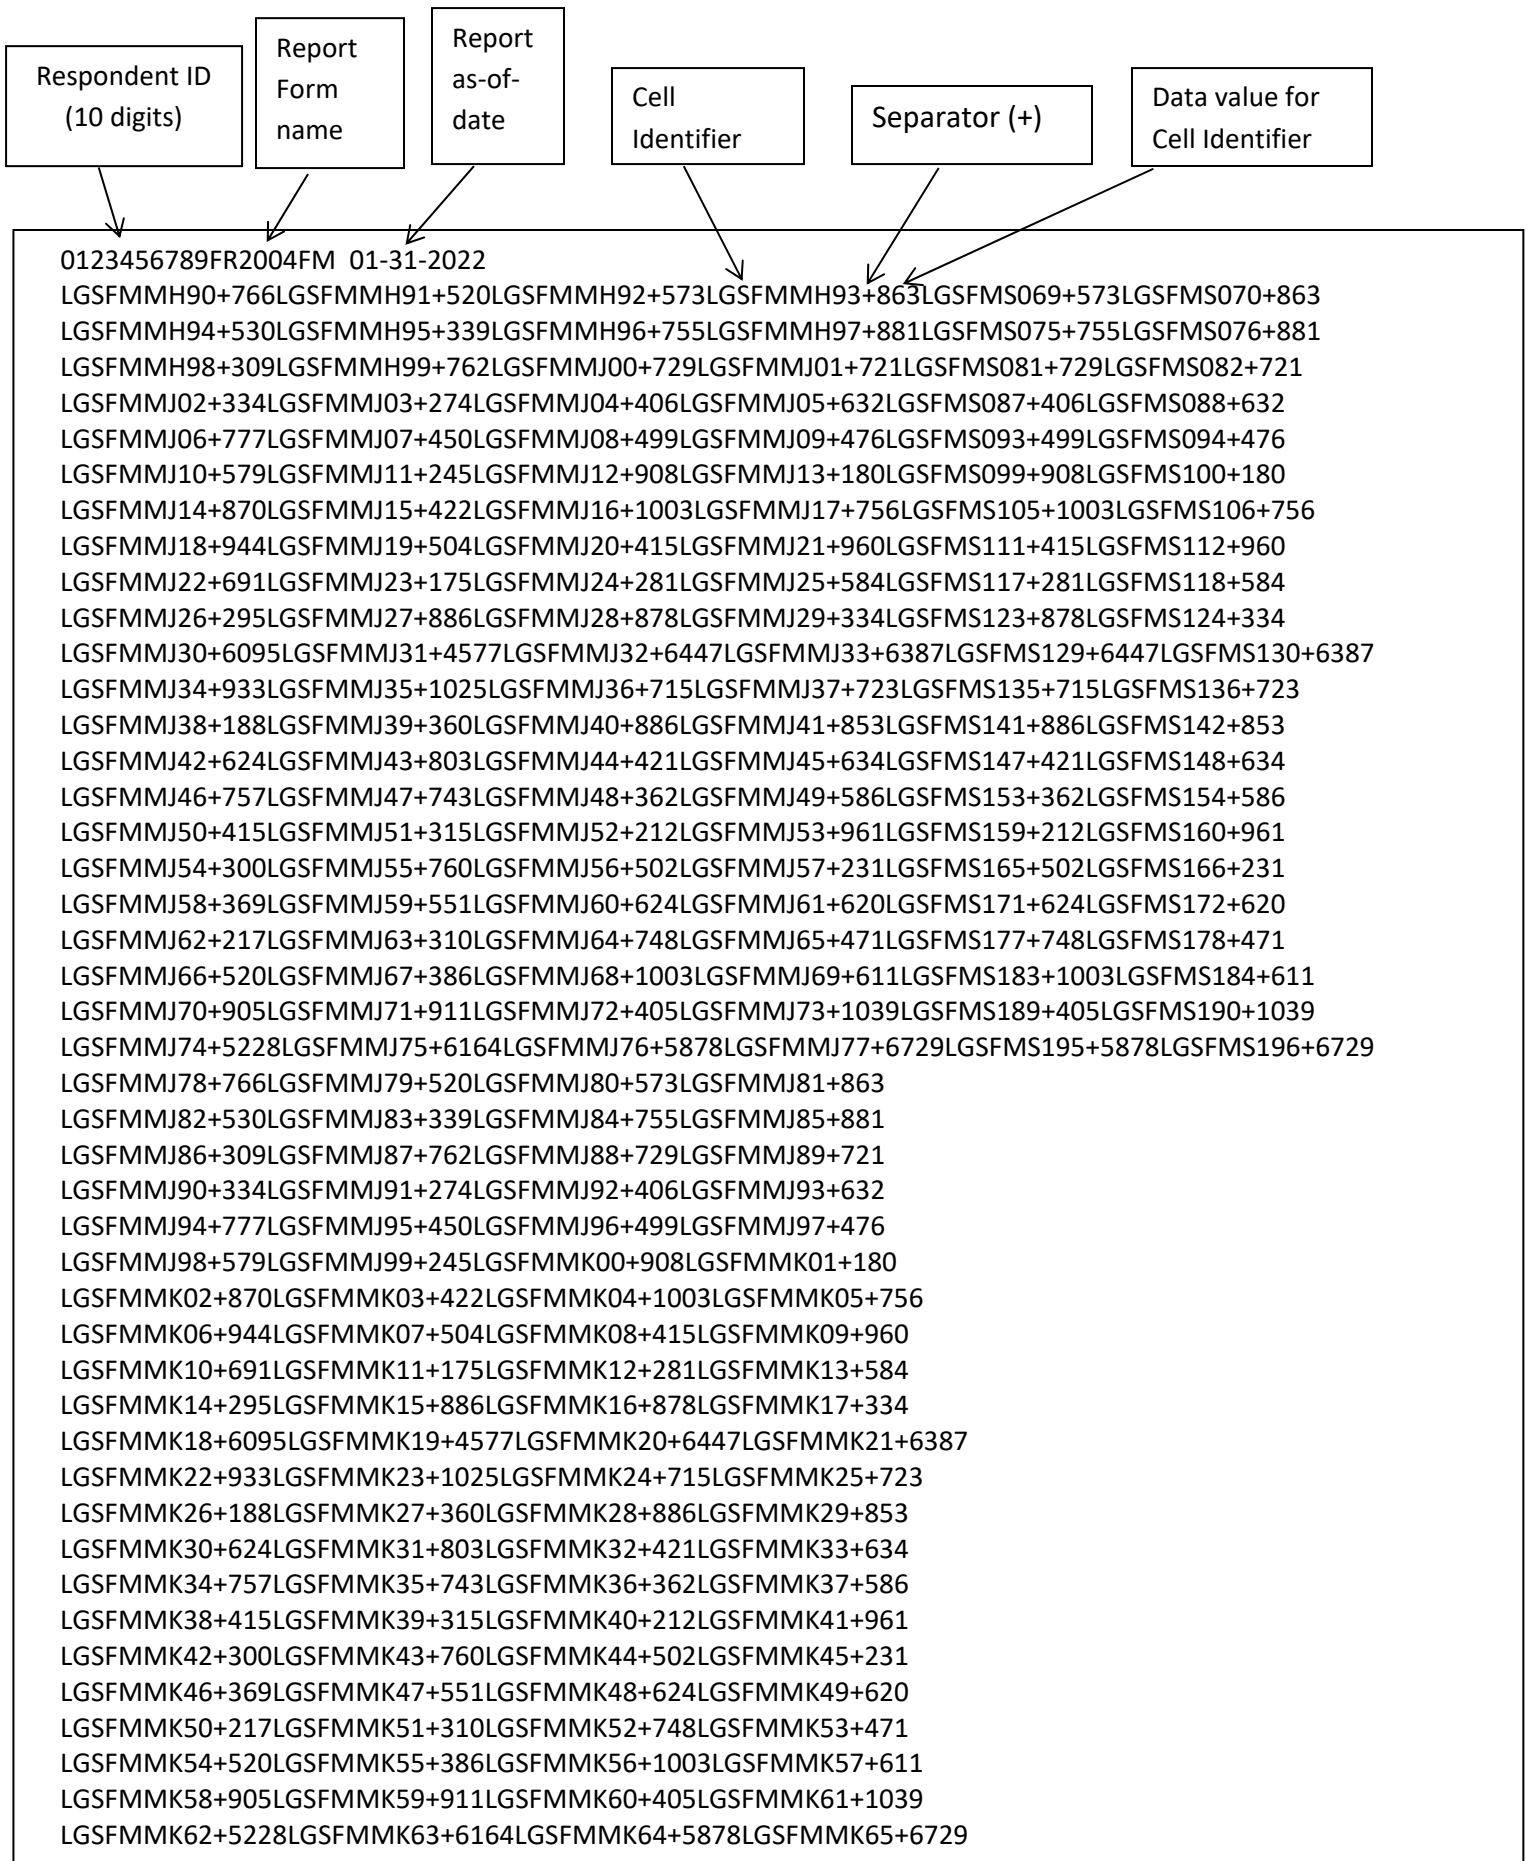 Respondent ID
(10 digits)
Report
Form
name
Report
as-of-
date
Cell
Identifier
Separator (+)
Data value for
Cell Identifier
0123456789FR2004FM  01-31-2022
LGSFMMH90+766LGSFMMH91+520LGSFMMH92+573LGSFMMH93+863LGSFMS069+573LGSFMS070+863
LGSFMMH94+530LGSFMMH95+339LGSFMMH96+755LGSFMMH97+881LGSFMS075+755LGSFMS076+881
LGSFMMH98+309LGSFMMH99+762LGSFMMJ00+729LGSFMMJ01+721LGSFMS081+729LGSFMS082+721
LGSFMMJ02+334LGSFMMJ03+274LGSFMMJ04+406LGSFMMJ05+632LGSFMS087+406LGSFMS088+632
LGSFMMJ06+777LGSFMMJ07+450LGSFMMJ08+499LGSFMMJ09+476LGSFMS093+499LGSFMS094+476
LGSFMMJ10+579LGSFMMJ11+245LGSFMMJ12+908LGSFMMJ13+180LGSFMS099+908LGSFMS100+180
LGSFMMJ14+870LGSFMMJ15+422LGSFMMJ16+1003LGSFMMJ17+756LGSFMS105+1003LGSFMS106+756
LGSFMMJ18+944LGSFMMJ19+504LGSFMMJ20+415LGSFMMJ21+960LGSFMS111+415LGSFMS112+960
LGSFMMJ22+691LGSFMMJ23+175LGSFMMJ24+281LGSFMMJ25+584LGSFMS117+281LGSFMS118+584
LGSFMMJ26+295LGSFMMJ27+886LGSFMMJ28+878LGSFMMJ29+334LGSFMS123+878LGSFMS124+334
LGSFMMJ30+6095LGSFMMJ31+4577LGSFMMJ32+6447LGSFMMJ33+6387LGSFMS129+6447LGSFMS130+6387
LGSFMMJ34+933LGSFMMJ35+1025LGSFMMJ36+715LGSFMMJ37+723LGSFMS135+715LGSFMS136+723
LGSFMMJ38+188LGSFMMJ39+360LGSFMMJ40+886LGSFMMJ41+853LGSFMS141+886LGSFMS142+853
LGSFMMJ42+624LGSFMMJ43+803LGSFMMJ44+421LGSFMMJ45+634LGSFMS147+421LGSFMS148+634
LGSFMMJ46+757LGSFMMJ47+743LGSFMMJ48+362LGSFMMJ49+586LGSFMS153+362LGSFMS154+586
LGSFMMJ50+415LGSFMMJ51+315LGSFMMJ52+212LGSFMMJ53+961LGSFMS159+212LGSFMS160+961
LGSFMMJ54+300LGSFMMJ55+760LGSFMMJ56+502LGSFMMJ57+231LGSFMS165+502LGSFMS166+231
LGSFMMJ58+369LGSFMMJ59+551LGSFMMJ60+624LGSFMMJ61+620LGSFMS171+624LGSFMS172+620
LGSFMMJ62+217LGSFMMJ63+310LGSFMMJ64+748LGSFMMJ65+471LGSFMS177+748LGSFMS178+471
LGSFMMJ66+520LGSFMMJ67+386LGSFMMJ68+1003LGSFMMJ69+611LGSFMS183+1003LGSFMS184+611
LGSFMMJ70+905LGSFMMJ71+911LGSFMMJ72+405LGSFMMJ73+1039LGSFMS189+405LGSFMS190+1039
LGSFMMJ74+5228LGSFMMJ75+6164LGSFMMJ76+5878LGSFMMJ77+6729LGSFMS195+5878LGSFMS196+6729
LGSFMMJ78+766LGSFMMJ79+520LGSFMMJ80+573LGSFMMJ81+863
LGSFMMJ82+530LGSFMMJ83+339LGSFMMJ84+755LGSFMMJ85+881
LGSFMMJ86+309LGSFMMJ87+762LGSFMMJ88+729LGSFMMJ89+721
LGSFMMJ90+334LGSFMMJ91+274LGSFMMJ92+406LGSFMMJ93+632
LGSFMMJ94+777LGSFMMJ95+450LGSFMMJ96+499LGSFMMJ97+476
LGSFMMJ98+579LGSFMMJ99+245LGSFMMK00+908LGSFMMK01+180
LGSFMMK02+870LGSFMMK03+422LGSFMMK04+1003LGSFMMK05+756
LGSFMMK06+944LGSFMMK07+504LGSFMMK08+415LGSFMMK09+960
LGSFMMK10+691LGSFMMK11+175LGSFMMK12+281LGSFMMK13+584
LGSFMMK14+295LGSFMMK15+886LGSFMMK16+878LGSFMMK17+334
LGSFMMK18+6095LGSFMMK19+4577LGSFMMK20+6447LGSFMMK21+6387
LGSFMMK22+933LGSFMMK23+1025LGSFMMK24+715LGSFMMK25+723
LGSFMMK26+188LGSFMMK27+360LGSFMMK28+886LGSFMMK29+853
LGSFMMK30+624LGSFMMK31+803LGSFMMK32+421LGSFMMK33+634
LGSFMMK34+757LGSFMMK35+743LGSFMMK36+362LGSFMMK37+586
LGSFMMK38+415LGSFMMK39+315LGSFMMK40+212LGSFMMK41+961
LGSFMMK42+300LGSFMMK43+760LGSFMMK44+502LGSFMMK45+231
LGSFMMK46+369LGSFMMK47+551LGSFMMK48+624LGSFMMK49+620
LGSFMMK50+217LGSFMMK51+310LGSFMMK52+748LGSFMMK53+471
LGSFMMK54+520LGSFMMK55+386LGSFMMK56+1003LGSFMMK57+611
LGSFMMK58+905LGSFMMK59+911LGSFMMK60+405LGSFMMK61+1039
LGSFMMK62+5228LGSFMMK63+6164LGSFMMK64+5878LGSFMMK65+6729